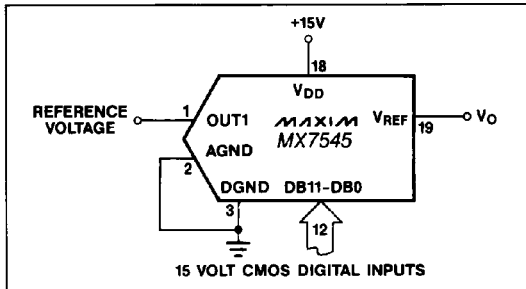 +15V
18
VDD
REFERENCE
VOLTAGE
1
OUT1
MAXIM
MX7545
VREF
19
VO
AGND
2
DGND
DB11-DB0
3
12
15 VOLT CMOS DIGITAL INPUTS